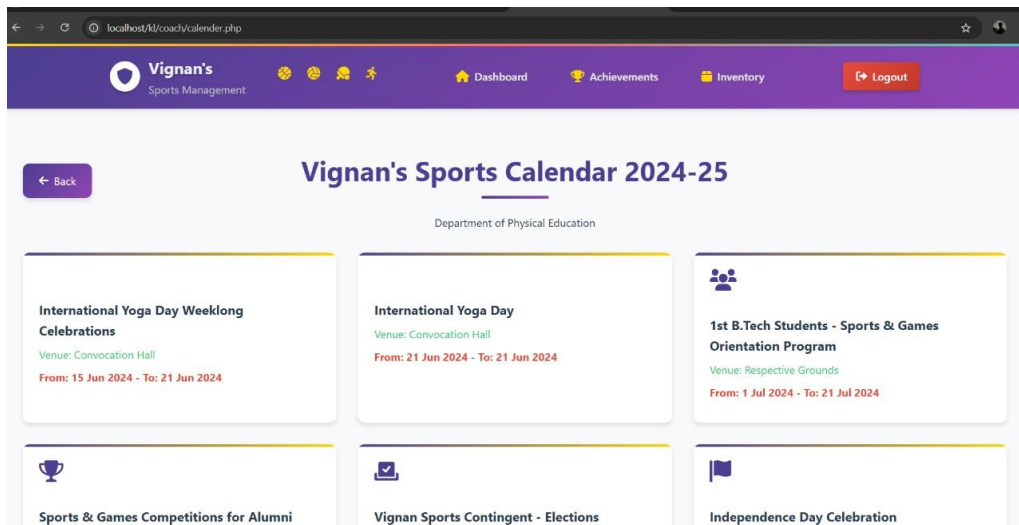 localhost/kl/coach/calender.php
Vignan's
Sports Management
Dashboard
Achievements
Inventory
Logout
Back
Vignan's Sports Calendar 2024-25
Department of Physical Education
International Yoga Day Weeklong
Celebrations
Venue: Convocation Hall
From: 15 Jun 2024 - To: 21 Jun 2024
International Yoga Day
Venue: Convocation Hall
From: 21 Jun 2024 - To: 21 Jun 2024
1st B.Tech Students - Sports & Games
Orientation Program
Venue: Respective Grounds
From: 1 Jul 2024 - To: 21 Jul 2024
Sports & Games Competitions for Alumni
Vignan Sports Contingent - Elections
Independence Day Celebration